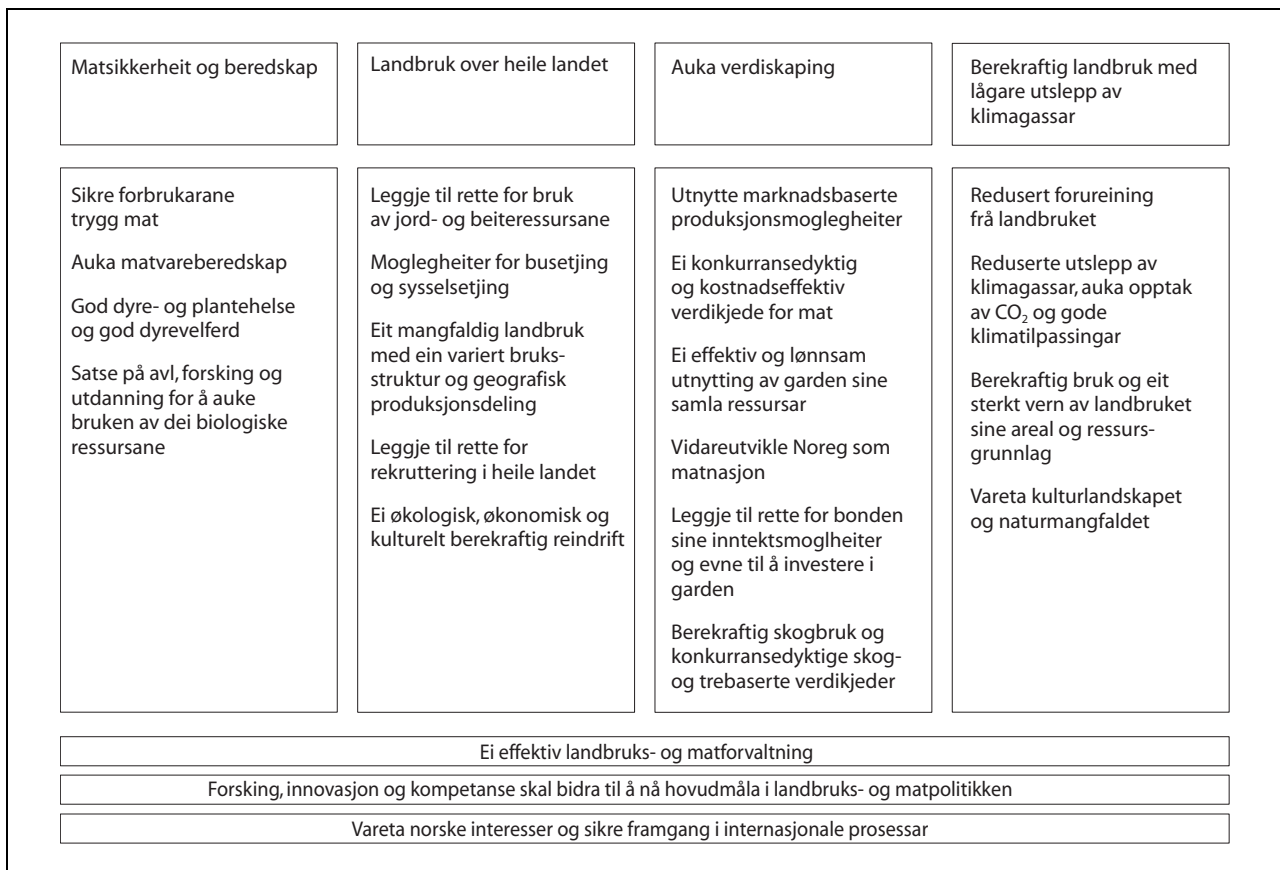 Matsikkerheit og beredskap
Landbruk over heile landet
Auka verdiskaping
Berekraftig landbruk med
lågare utslepp av
klimagassar
Sikre forbrukarane
trygg mat
Auka matvareberedskap
God dyre- og plantehelse
og god dyrevelferd
Satse på avl, forsking og
utdanning for å auke
bruken av dei biologiske
ressursane
Leggje til rette for bruk
av jord- og beiteressursane
Moglegheiter for busetjing
og sysselsetjing
Eit mangfaldig landbruk
med ein variert bruks-
struktur og geografisk
produksjonsdeling
Leggje til rette for
rekruttering i heile landet
Ei økologisk, økonomisk og
kulturelt berekraftig reindrift
Utnytte marknadsbaserte
produksjonsmoglegheiter
Ei konkurransedyktig
og kostnadseffektiv
verdikjede for mat
Ei effektiv og lønnsam
utnytting av garden sine
samla ressursar
Vidareutvikle Noreg som
matnasjon
Leggje til rette for bonden
sine inntektsmoglheiter
og evne til å investere i
garden
Berekraftig skogbruk og
konkurransedyktige skog-
og trebaserte verdikjeder
Redusert forureining
frå landbruket
Reduserte utslepp av
klimagassar, auka opptak
av CO₂ og gode
klimatilpassingar
Berekraftig bruk og eit
sterkt vern av landbruket
sine areal og ressurs-
grunnlag
Vareta kulturlandskapet
og naturmangfaldet
Ei effektiv landbruks- og matforvaltning
Forsking, innovasjon og kompetanse skal bidra til å nå hovudmåla i landbruks- og matpolitikken
Vareta norske interesser og sikre framgang i internasjonale prosessar